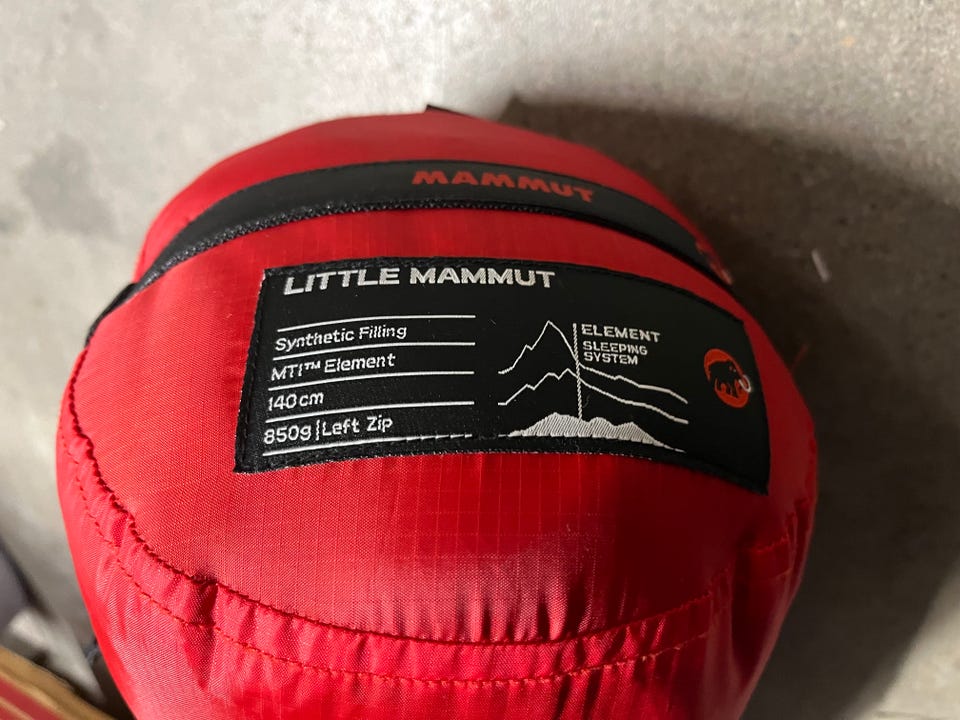 MAMMUT
LITTLE MAMMUT
Synthetic Filling
MTI™ Element
140cm
850g|Left Zip
ELEMENT
SLEEPING
SYSTEM